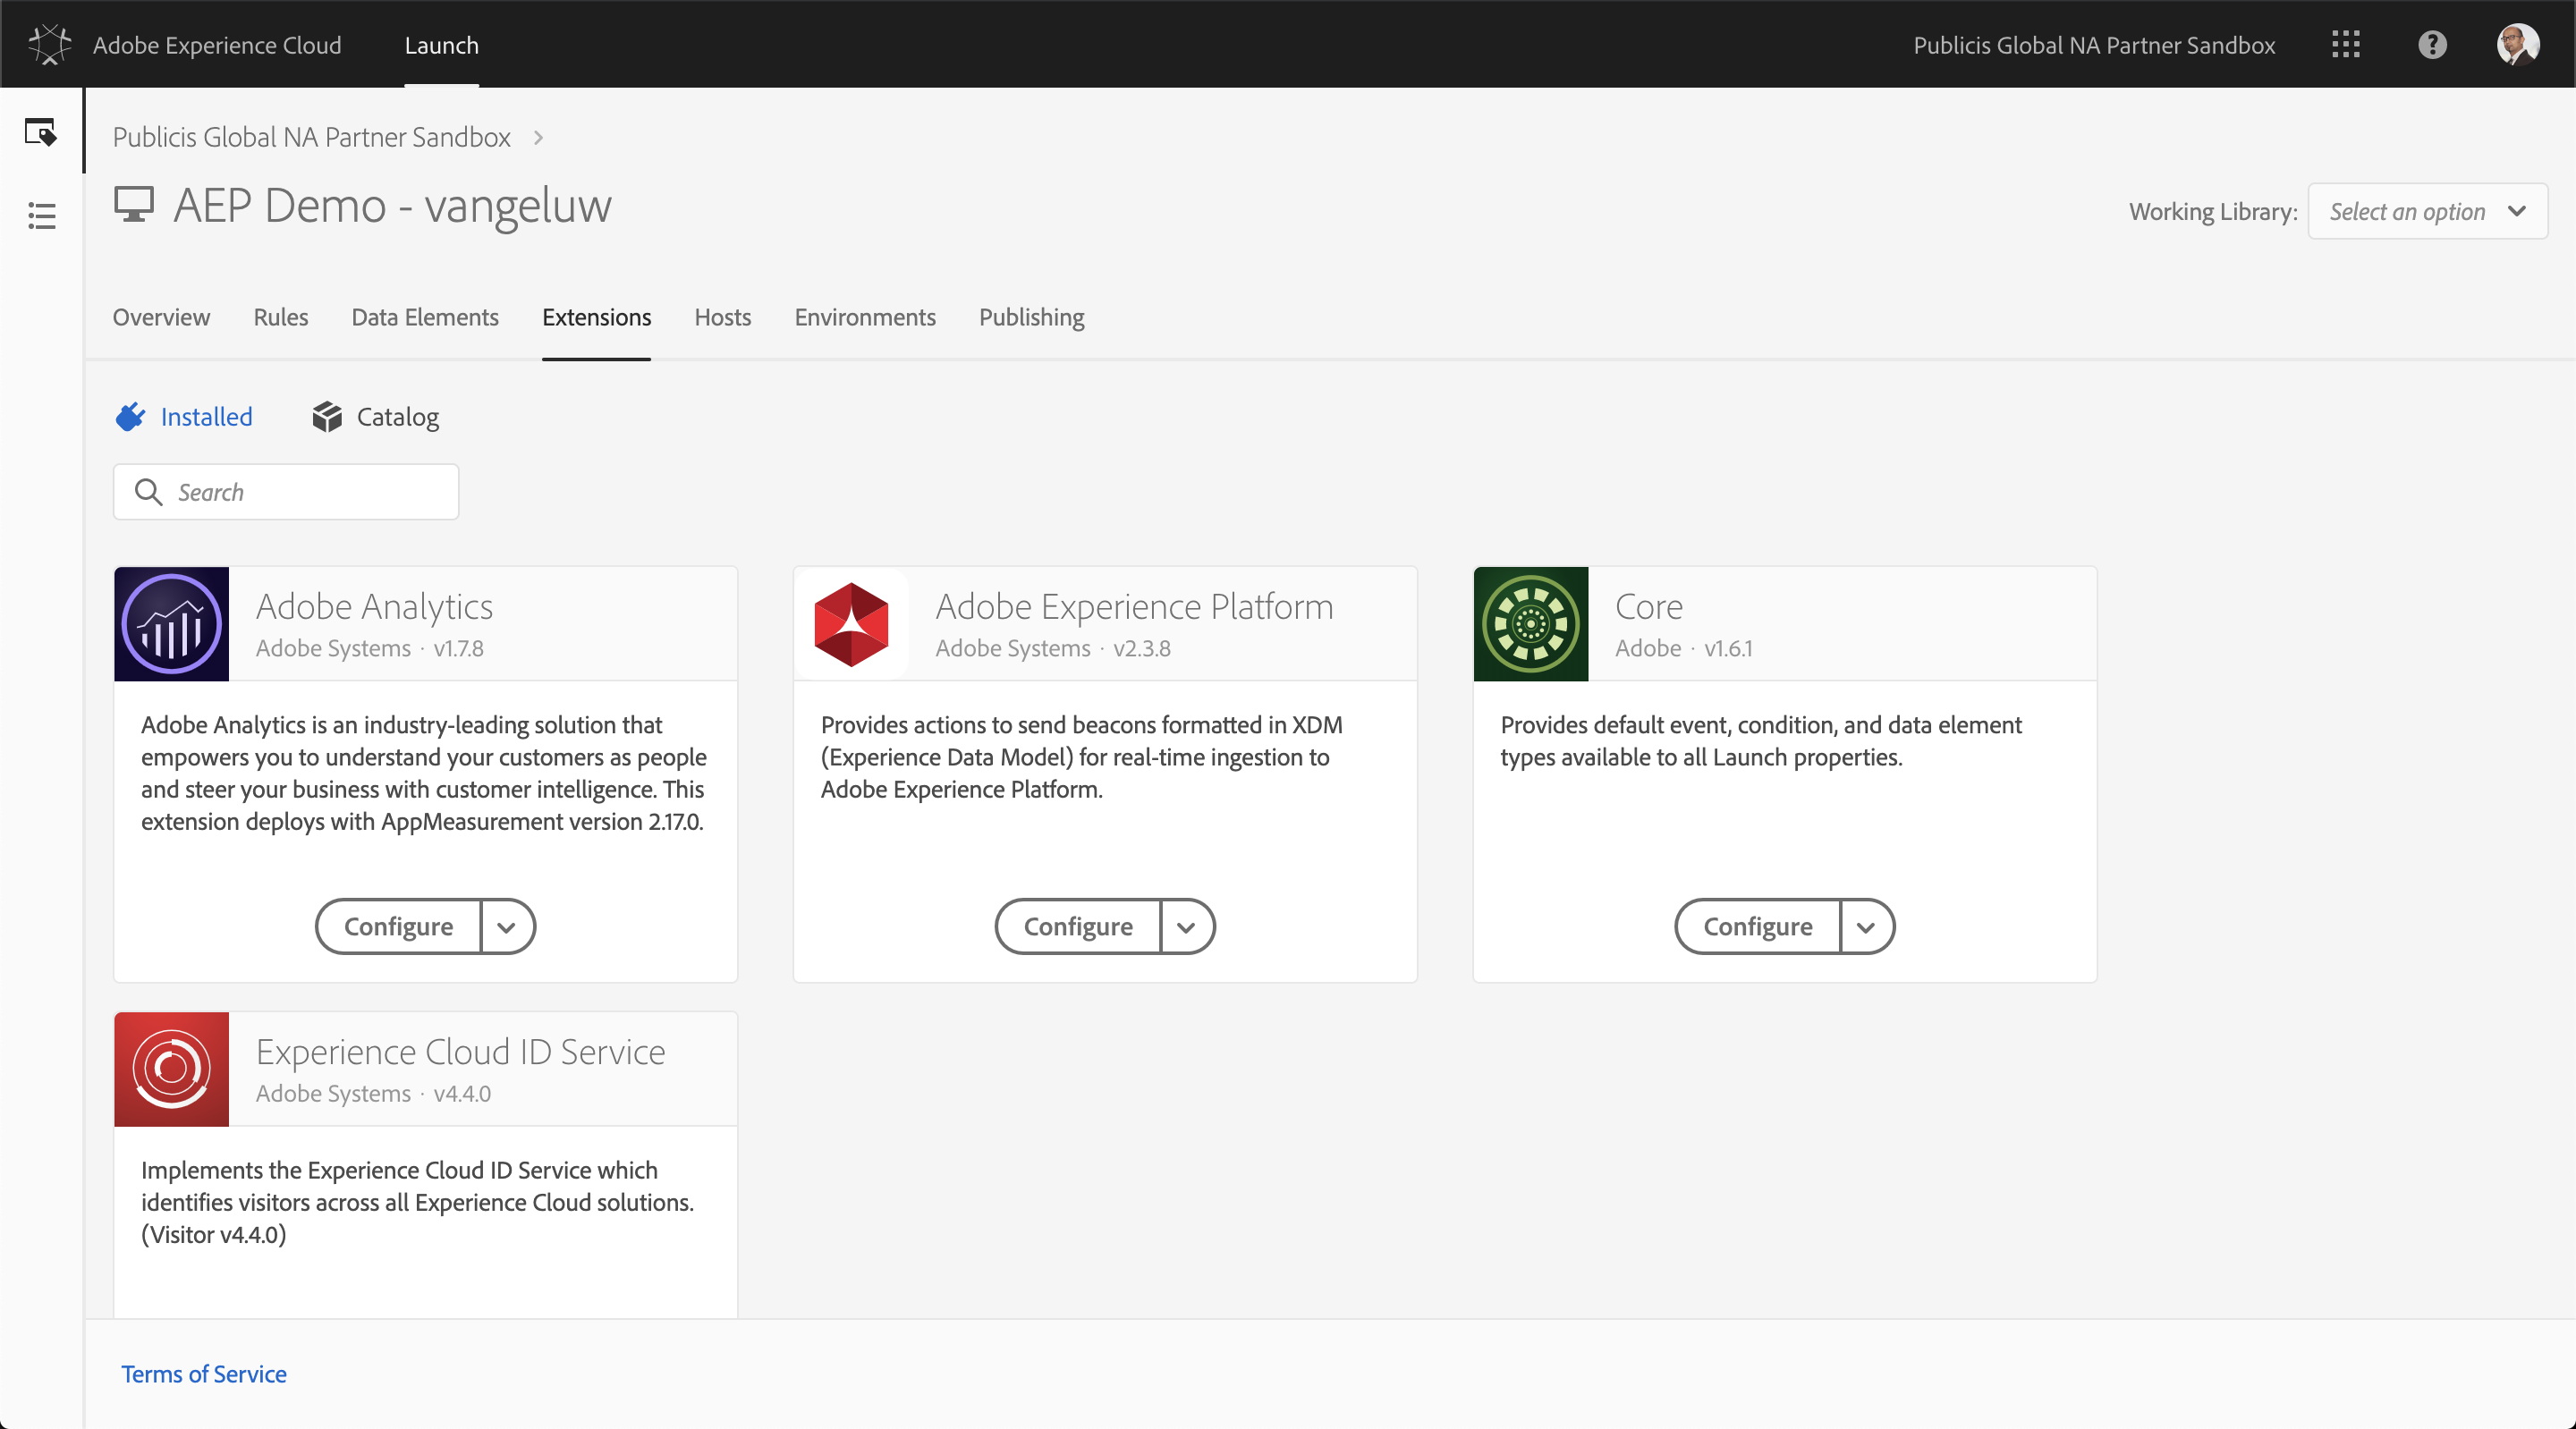 Adobe Experience Cloud
Launch
Publicis Global NA Partner Sandbox
?
Publicis Global NA Partner Sandbox >
AEP Demo - vangeluw
Working Library:
Select an option
Overview
Rules
Data Elements
Extensions
Hosts
Environments
Publishing
Installed
Catalog
Search
Adobe Analytics
Adobe Systems · v1.7.8
Adobe Analytics is an industry-leading solution that
empowers you to understand your customers as people
and steer your business with customer intelligence. This
extension deploys with AppMeasurement version 2.17.0.
Configure
Adobe Experience Platform
Adobe Systems · v2.3.8
Provides actions to send beacons formatted in XDM
(Experience Data Model) for real-time ingestion to
Adobe Experience Platform.
Configure
Core
Adobe · v1.6.1
Provides default event, condition, and data element
types available to all Launch properties.
Configure
Experience Cloud ID Service
Adobe Systems · v4.4.0
Implements the Experience Cloud ID Service which
identifies visitors across all Experience Cloud solutions.
(Visitor v4.4.0)
Terms of Service